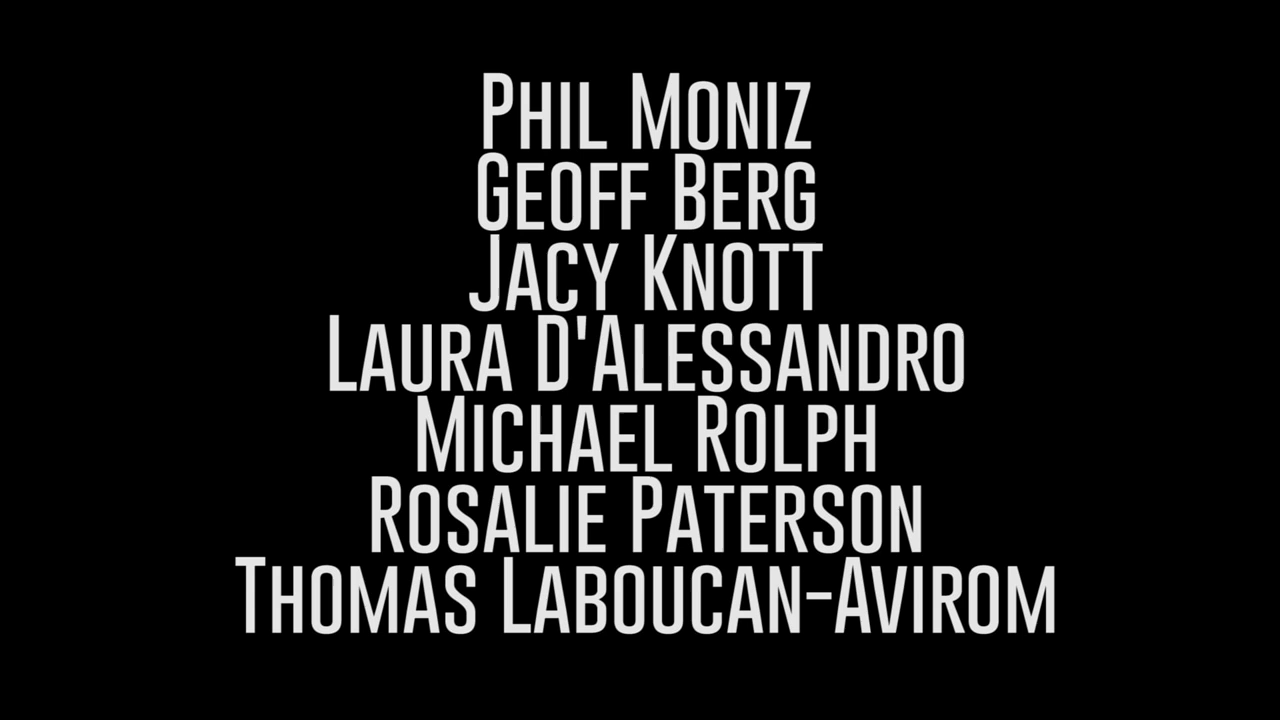 Phil Moniz
Geoff Berg
Jacy Knott
Laura D'Alessandro
Michael Rolph
Rosalie Paterson
Thomas Laboucan-Avirom